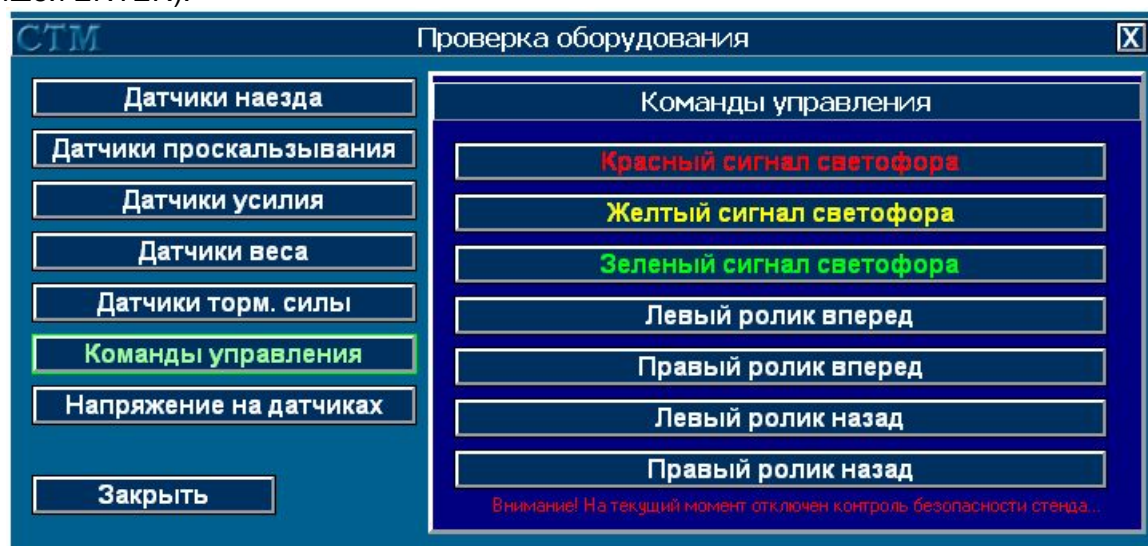 СТМ
Проверка оборудования
X
Датчики наезда
Датчики проскальзывания
Датчики усилия
Датчики веса
Датчики торм. силы
Команды управления
Напряжение на датчиках
Закрыть
Команды управления
Красный сигнал светофора
Желтый сигнал светофора
Зеленый сигнал светофора
Левый ролик вперед
Правый ролик вперед
Левый ролик назад
Правый ролик назад
Внимание! На текущий момент отключен контроль безопасности стенда...